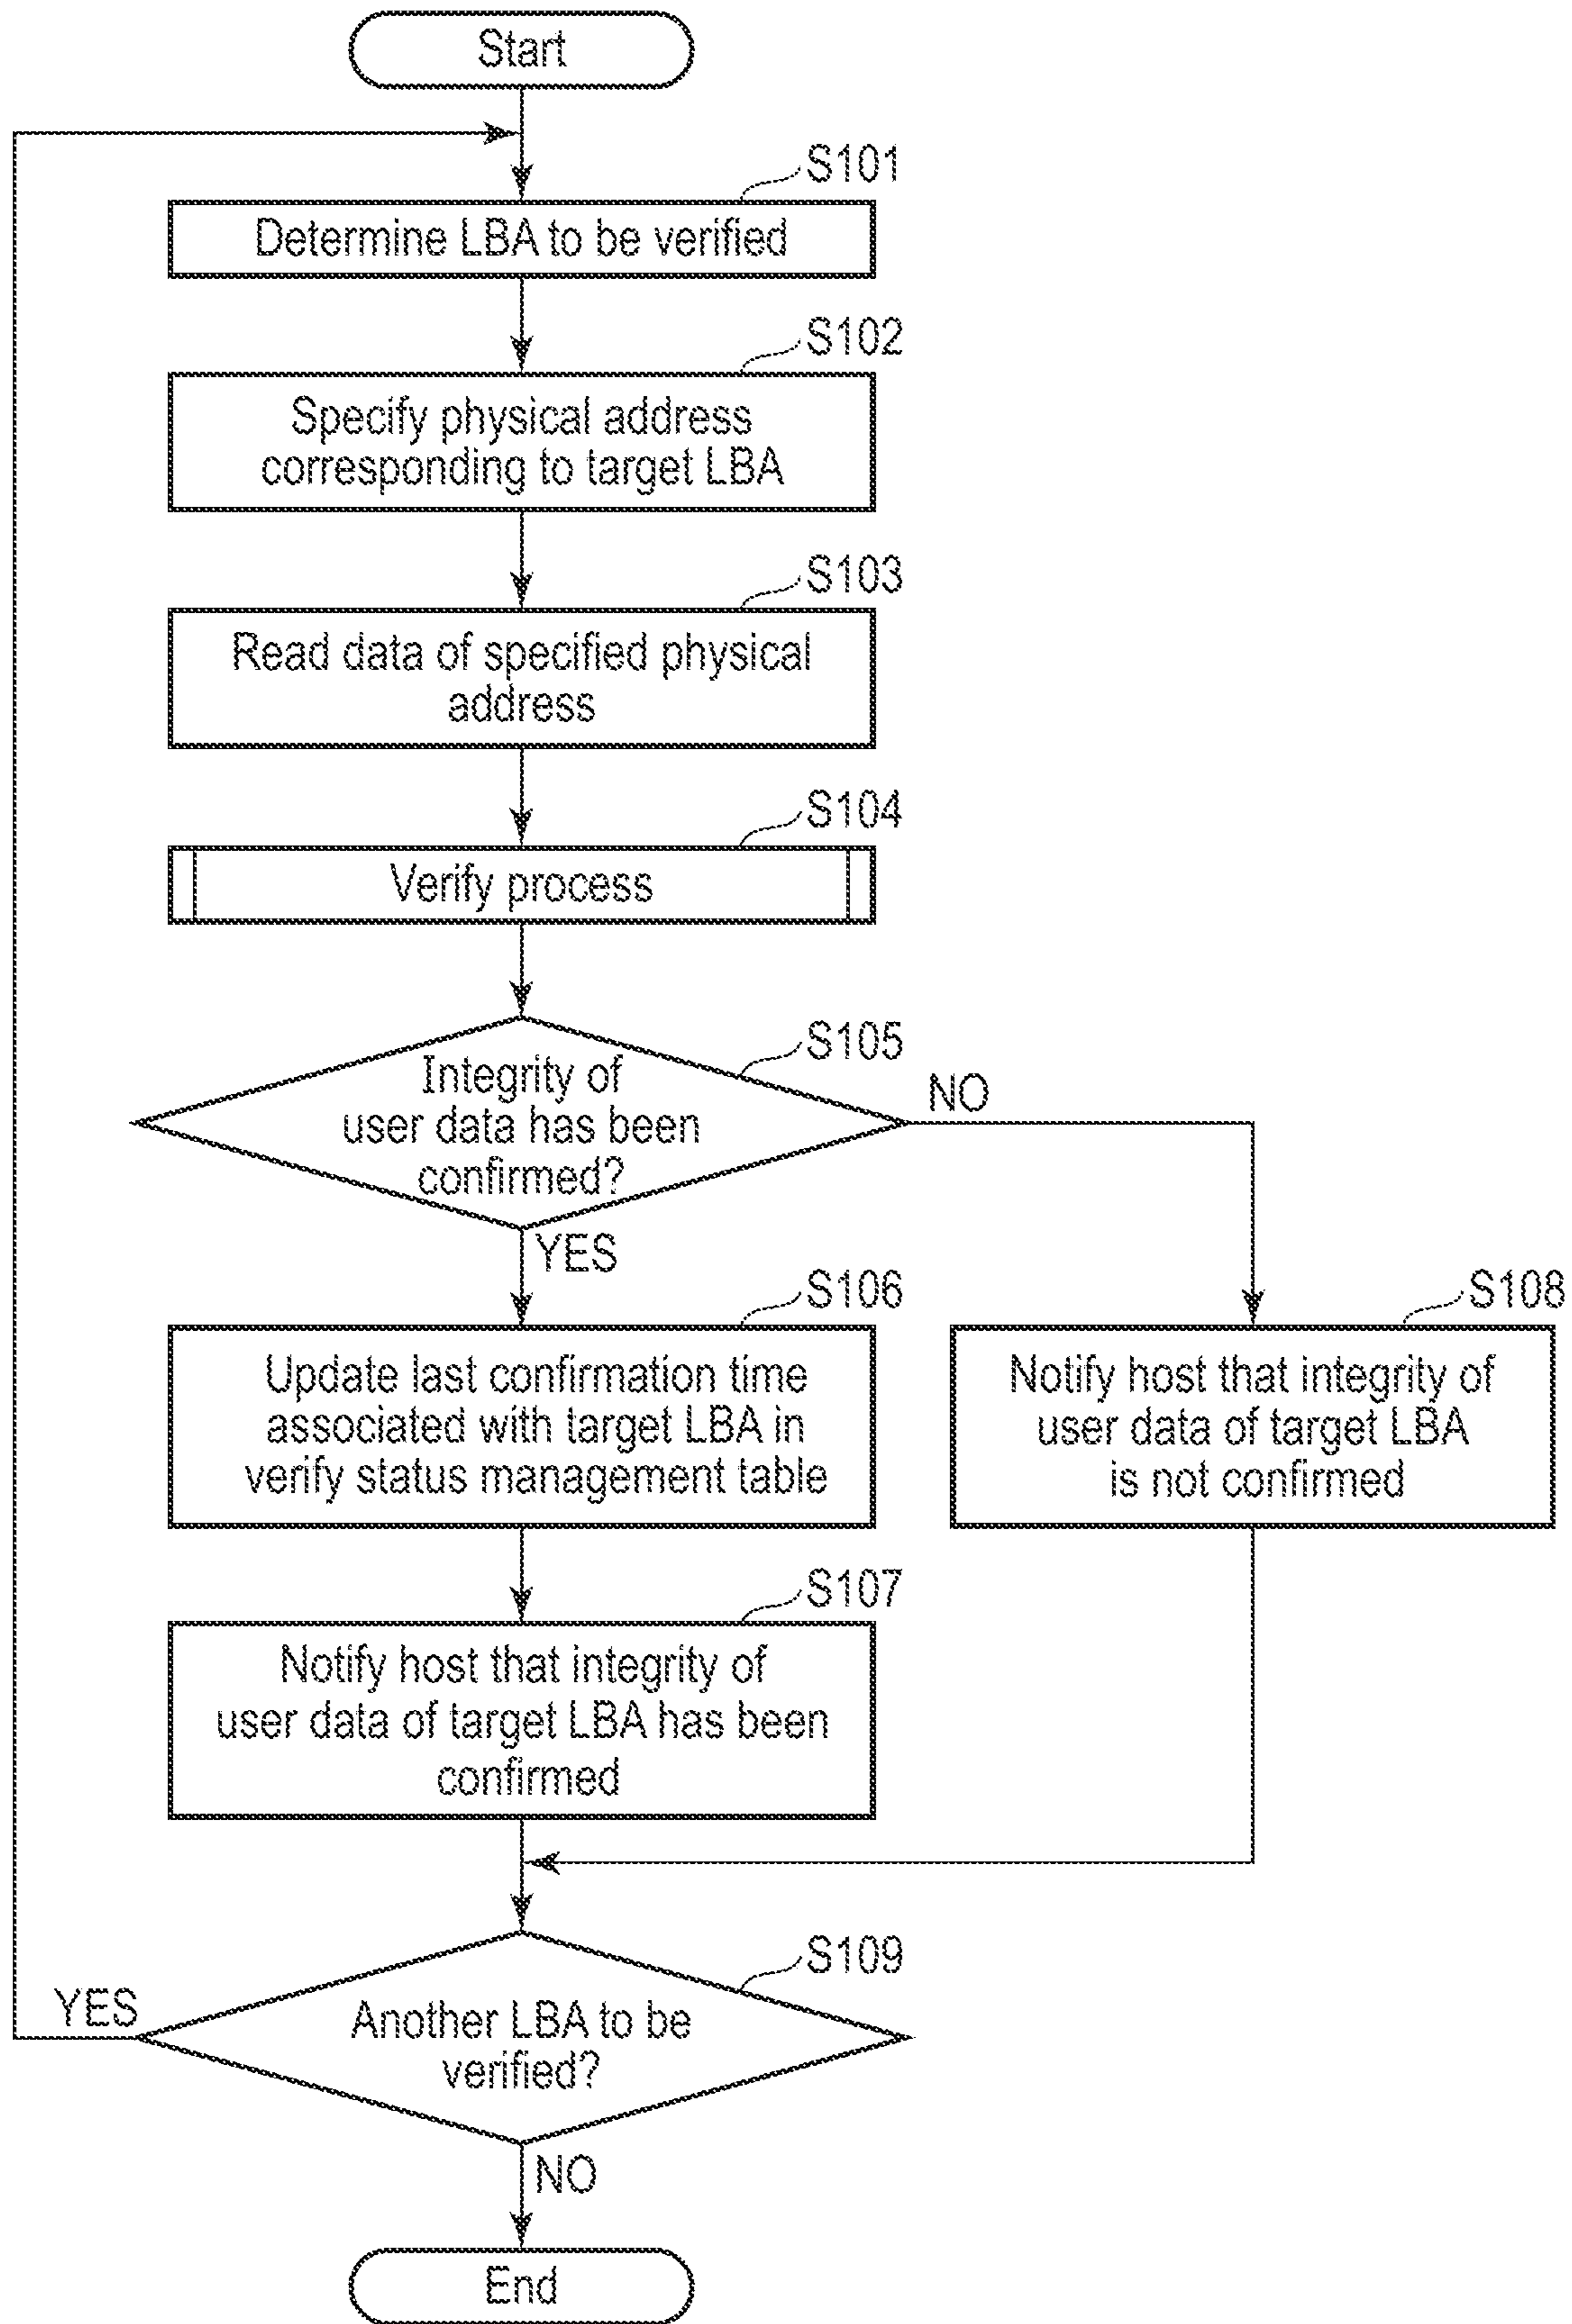 Start
S101
Determine LBA to be verified
S102
Specify physical address
corresponding to target LBA
S103
Read data of specified physical
address
S104
Verify process
S105
Integrity of
user data has been
confirmed?
NO
YES
S106
Update last confirmation time
associated with target LBA in
verify status management table
S108
Notify host that integrity of
user data of target LBA
is not confirmed
S107
Notify host that integrity of
user data of target LBA has been
confirmed
S109
Another LBA to be
verified?
YES
NO
End